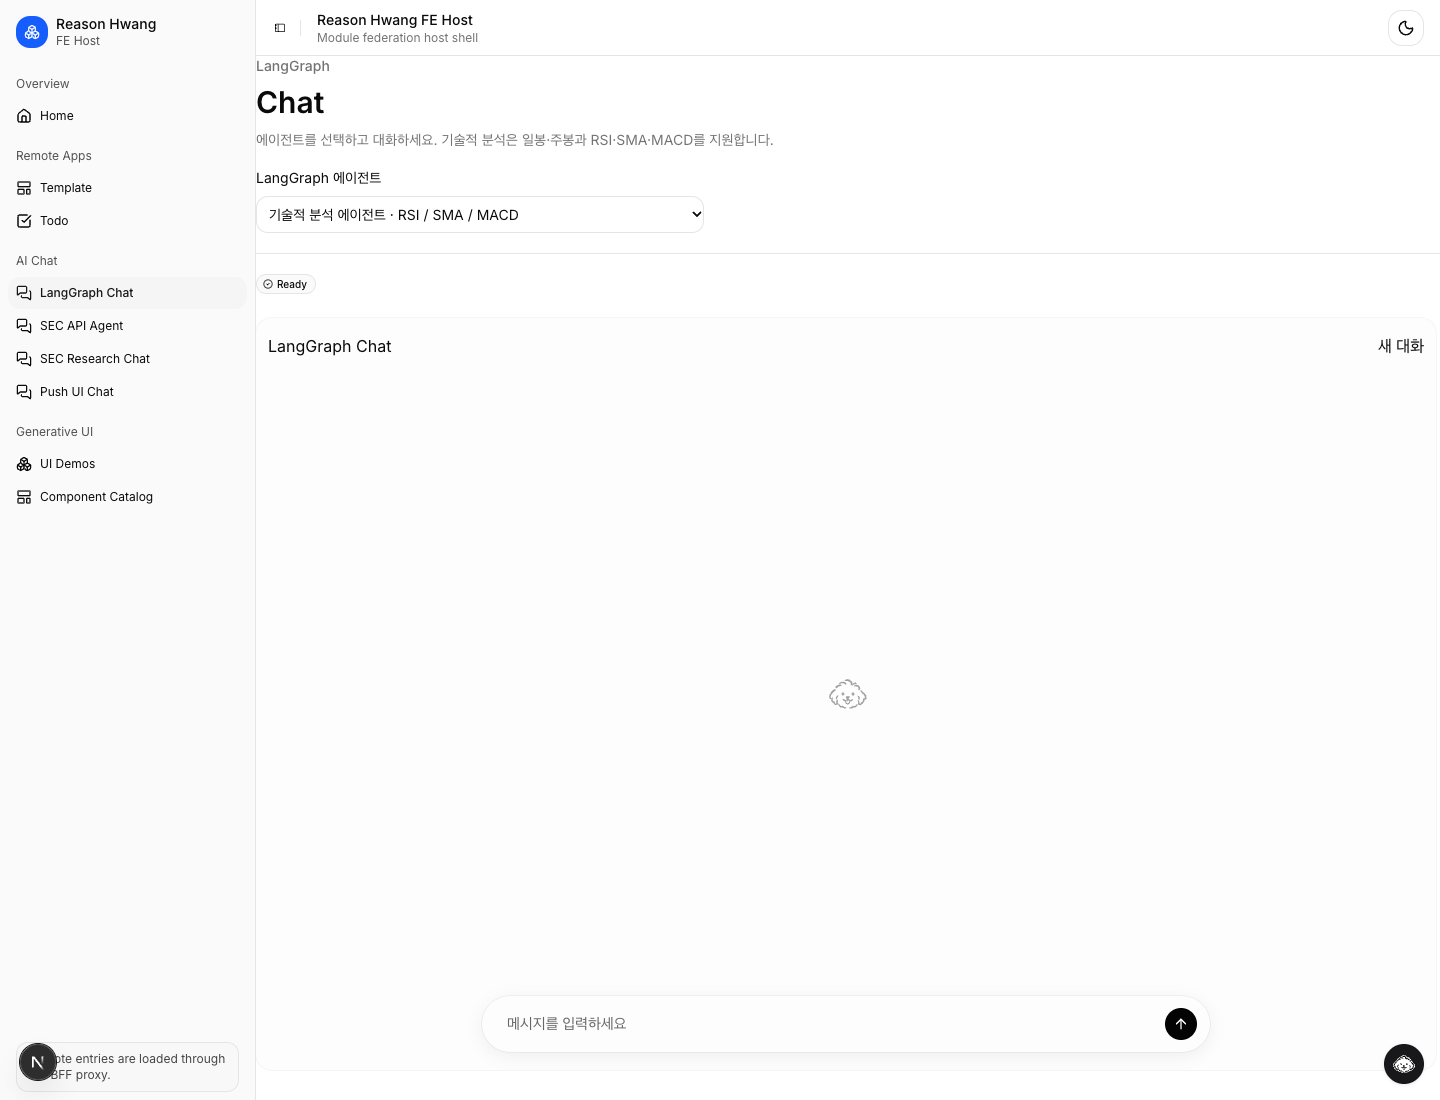 Reason Hwang
FE Host
Overview
Home
Remote Apps
Template
Todo
AI Chat
LangGraph Chat
SEC API Agent
SEC Research Chat
Push UI Chat
Generative UI
UI Demos
Component Catalog
ote entries are loaded through
BFF proxy.
N
Reason Hwang FE Host
Module federation host shell
LangGraph
Chat
에이전트를 선택하고 대화하세요. 기술적 분석은 일봉·주봉과 RSI·SMA·MACD를 지원합니다.
LangGraph 에이전트
기술적 분석 에이전트 · RSI / SMA / MACD
Ready
LangGraph Chat
새 대화
메시지를 입력하세요